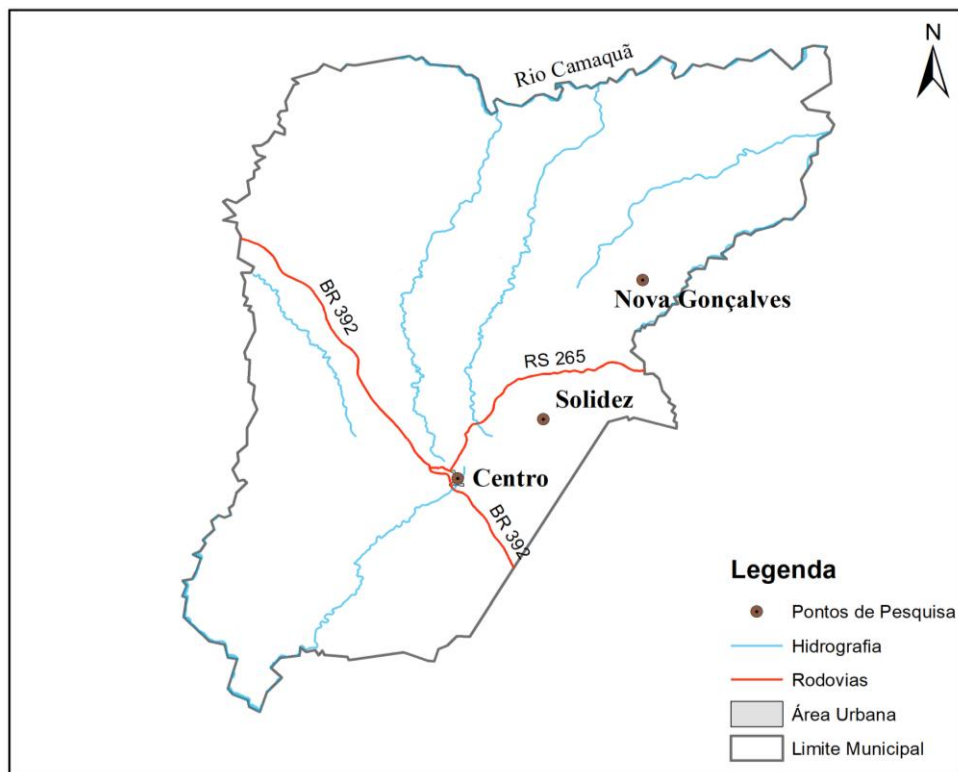 N
Rio Camaquã
BR 392
Nova Gonçalves
RS 265
Solidez
Centro
BR 392
Legenda
Pontos de Pesquisa
Hidrografia
Rodovias
Área Urbana
Limite Municipal